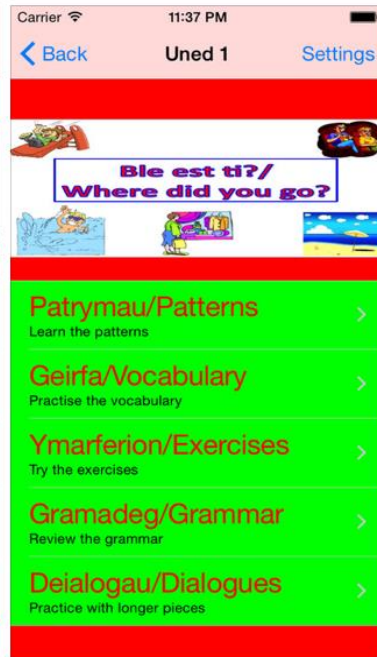 Carrier 11:37 PM
Back Uned 1 Settings
Ble est ti?/
Where did you go?
Patrymau/Patterns
Learn the patterns
Geirfa/Vocabulary
Practise the vocabulary
Ymarferion/Exercises
Try the exercises
Gramadeg/Grammar
Review the grammar
Deialogau/Dialogues
Practice with longer pieces